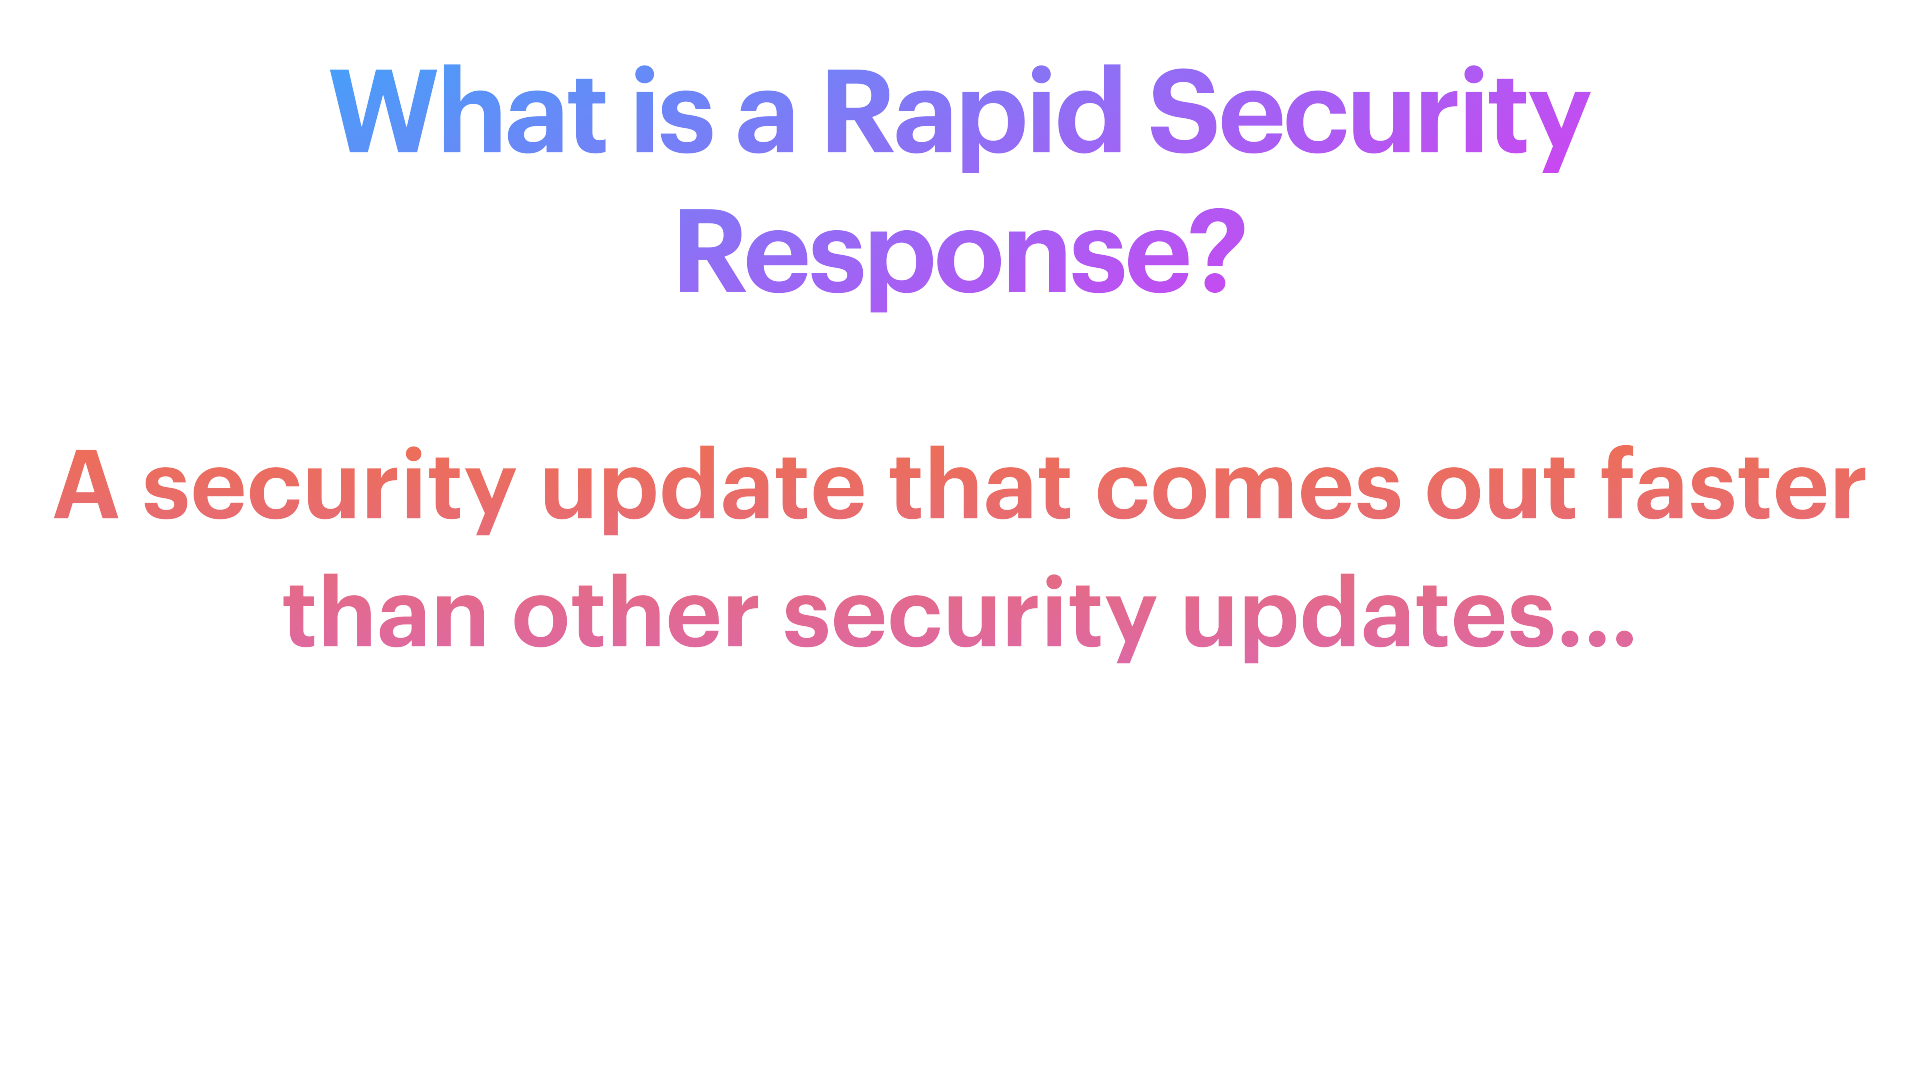 What is a Rapid Security
Response?
A security update that comes out faster
than other security updates...